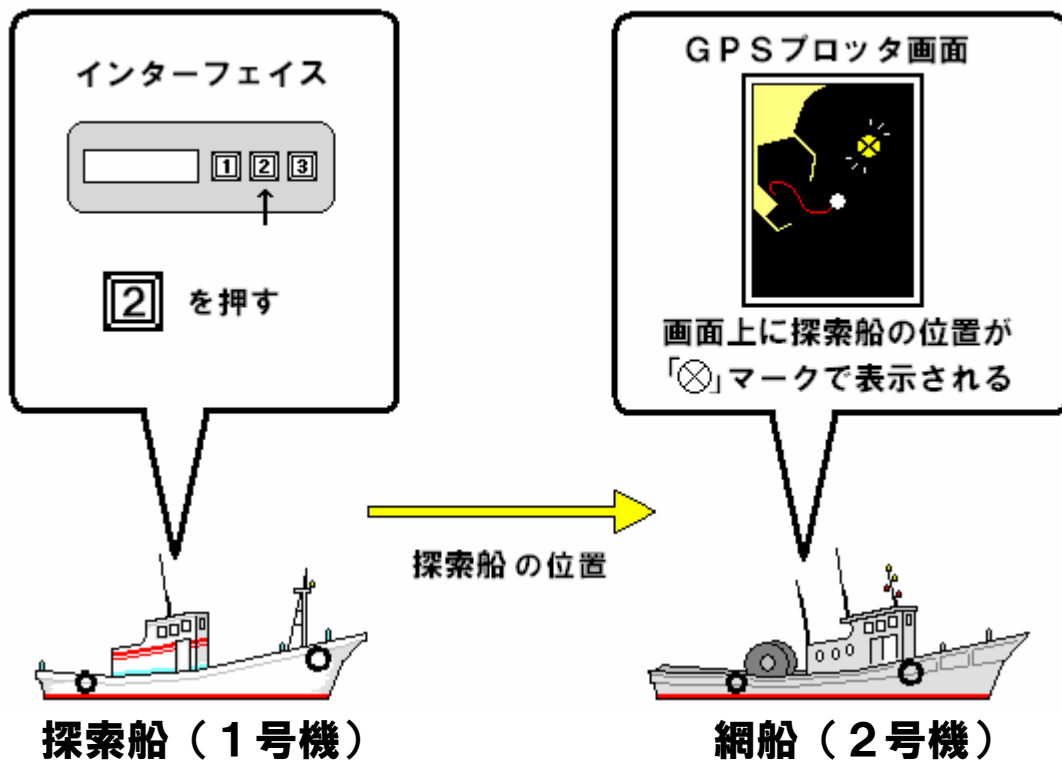 インターフェイス
1 2 3
↑
2 を押す
GPSプロッタ画面
画面上に探索船の位置が
「⊗」マークで表示される
探索船の位置
探索船(1号機)
網船(2号機)